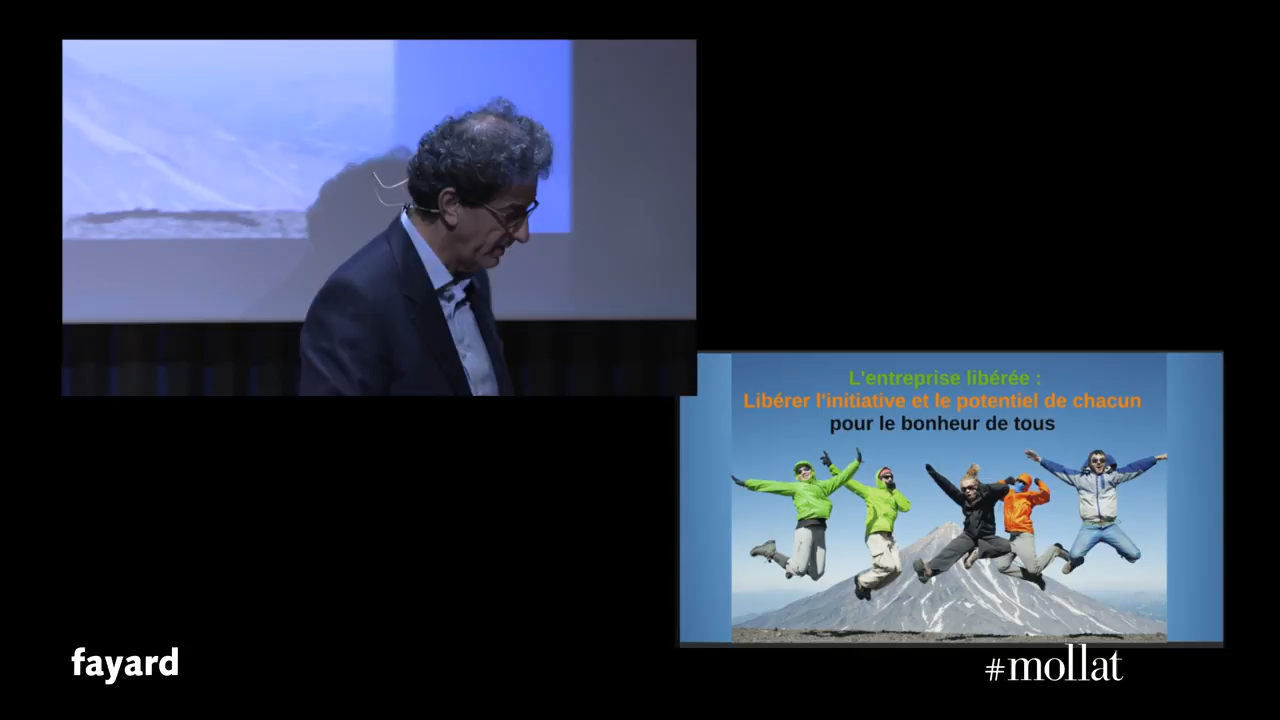 L'entreprise libérée :
Libérer l'initiative et le potentiel de chacun
pour le bonheur de tous
fayard
#mollat